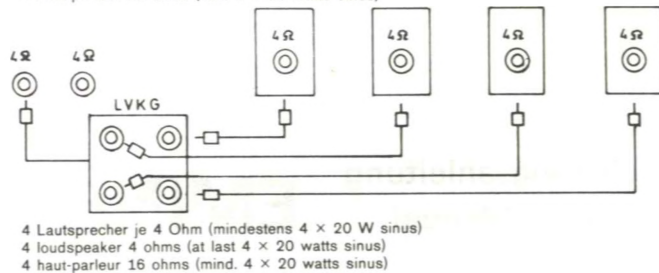 4Ω 4Ω 4Ω 4Ω 4Ω 4Ω
LVKG
4 Lautsprecher je 4 Ohm (mindestens 4 × 20 W sinus)
4 loudspeaker 4 ohms (at last 4 × 20 watts sinus)
4 haut-parleur 16 ohms (mind. 4 × 20 watts sinus)